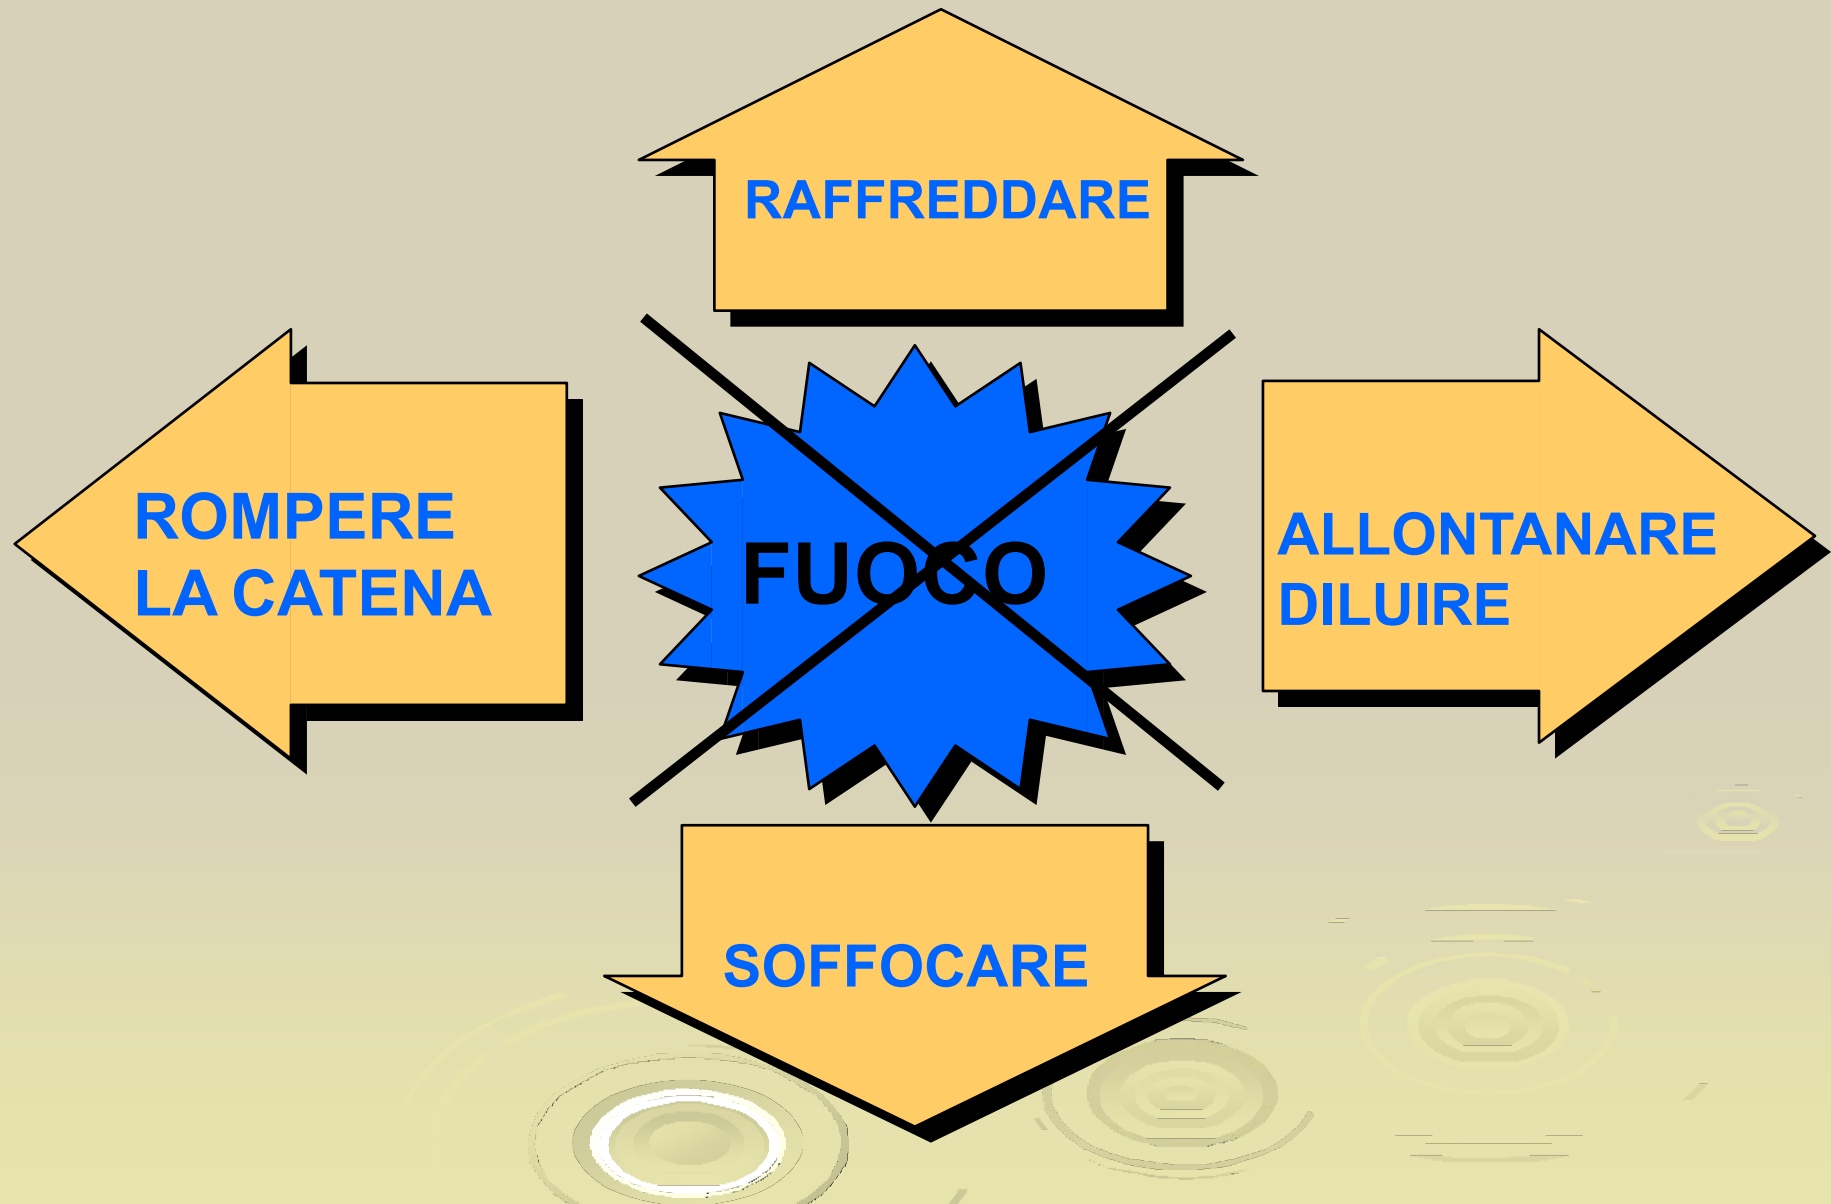 RAFFREDDARE
ROMPERE
LA CATENA
FUOCO
ALLONTANARE
DILUIRE
SOFFOCARE